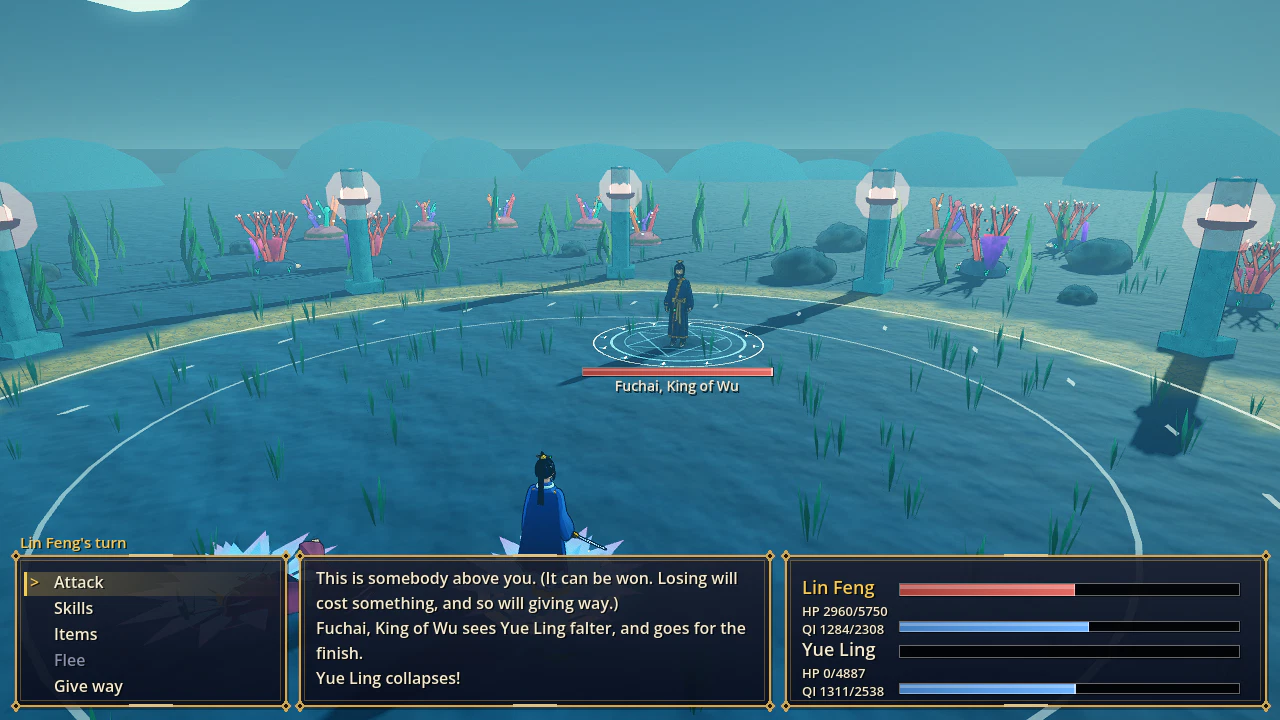 Fuchai, King of Wu
Lin Feng's turn
> Attack
Skills
Items
Flee
Give way
This is somebody above you. (It can be won. Losing will
cost something, and so will giving way.)
Fuchai, King of Wu sees Yue Ling falter, and goes for the
finish.
Yue Ling collapses!
Lin Feng
HP 2960/5750
QI 1284/2308
Yue Ling
HP 0/4887
QI 1311/2538